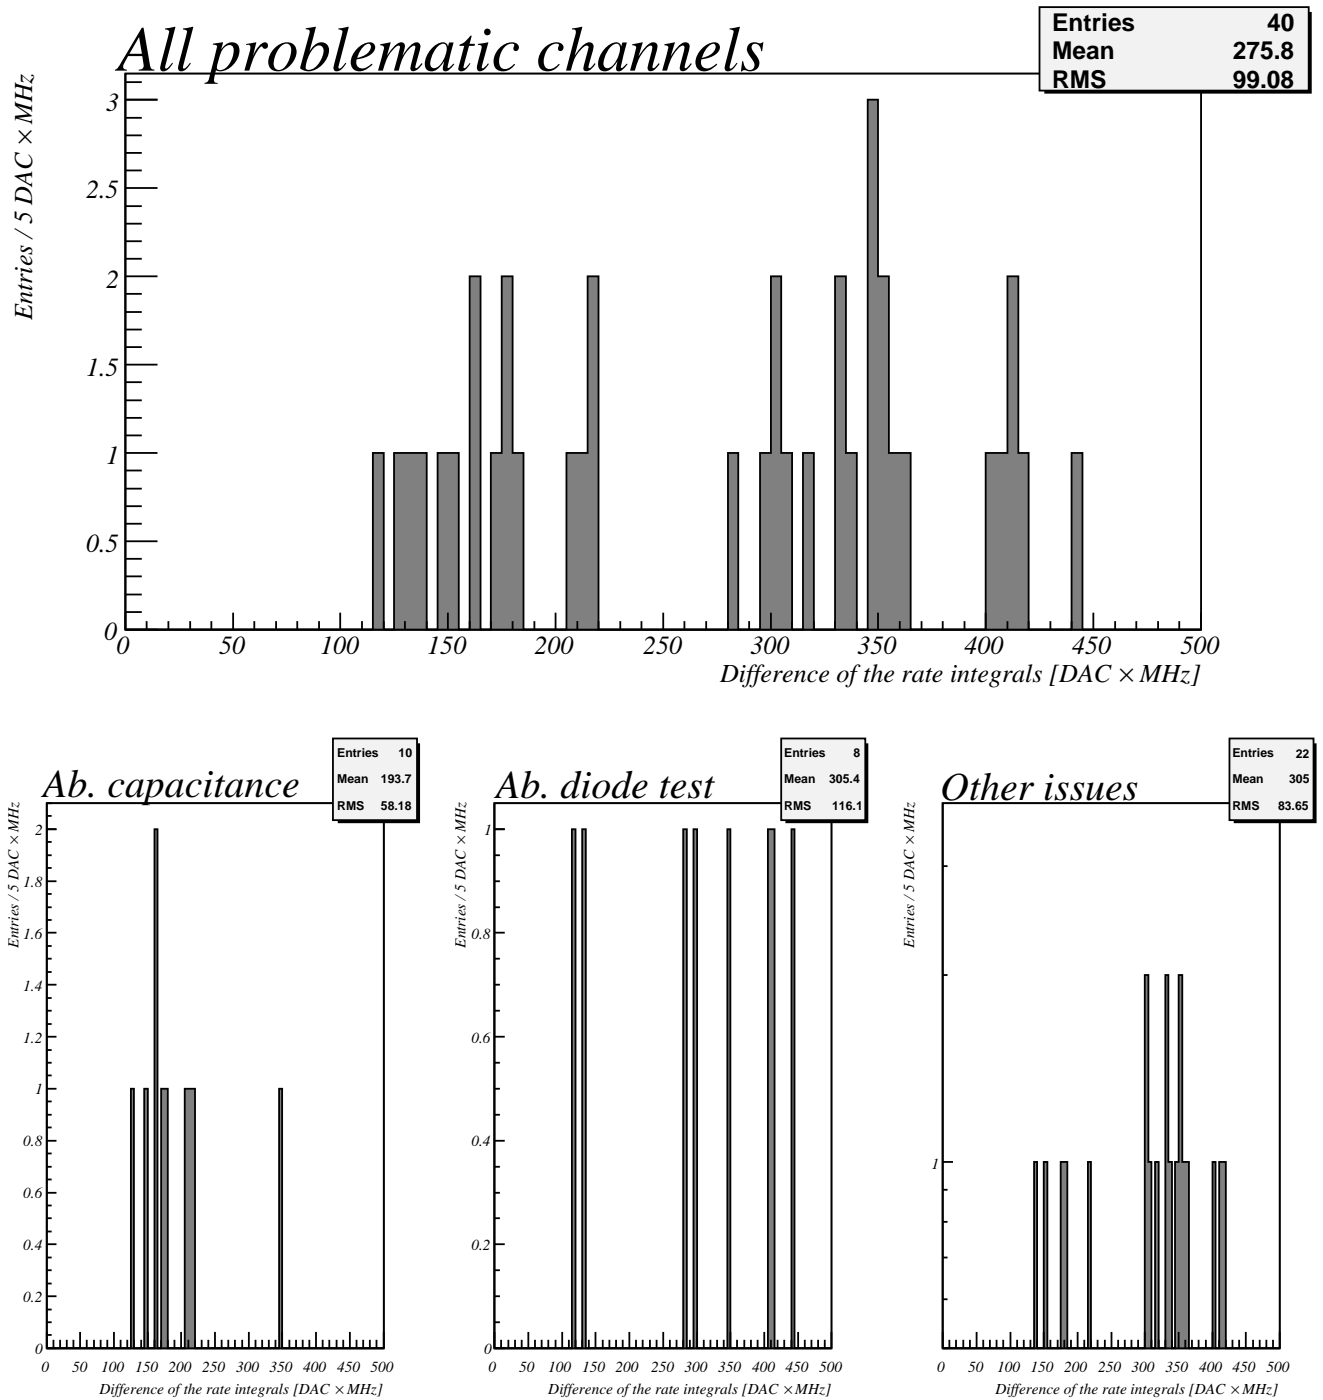 All problematic channels
Entries 40
Mean 275.8
RMS 99.08
Entries / 5 DAC × MHz
3
2.5
2
1.5
1
0.5
0
0 50 100 150 200 250 300 350 400 450 500
Difference of the rate integrals [DAC × MHz]
Ab. capacitance
Entries 10
Mean 193.7
RMS 58.18
Entries / 5 DAC × MHz
2
1.8
1.6
1.4
1.2
1
0.8
0.6
0.4
0.2
0
0 50 100 150 200 250 300 350 400 450 500
Difference of the rate integrals [DAC × MHz]
Ab. diode test
Entries 8
Mean 305.4
RMS 116.1
Entries / 5 DAC × MHz
1
0.8
0.6
0.4
0.2
0
0 50 100 150 200 250 300 350 400 450 500
Difference of the rate integrals [DAC × MHz]
Other issues
Entries 22
Mean 305
RMS 83.65
Entries / 5 DAC × MHz
1
0 50 100 150 200 250 300 350 400 450 500
Difference of the rate integrals [DAC × MHz]